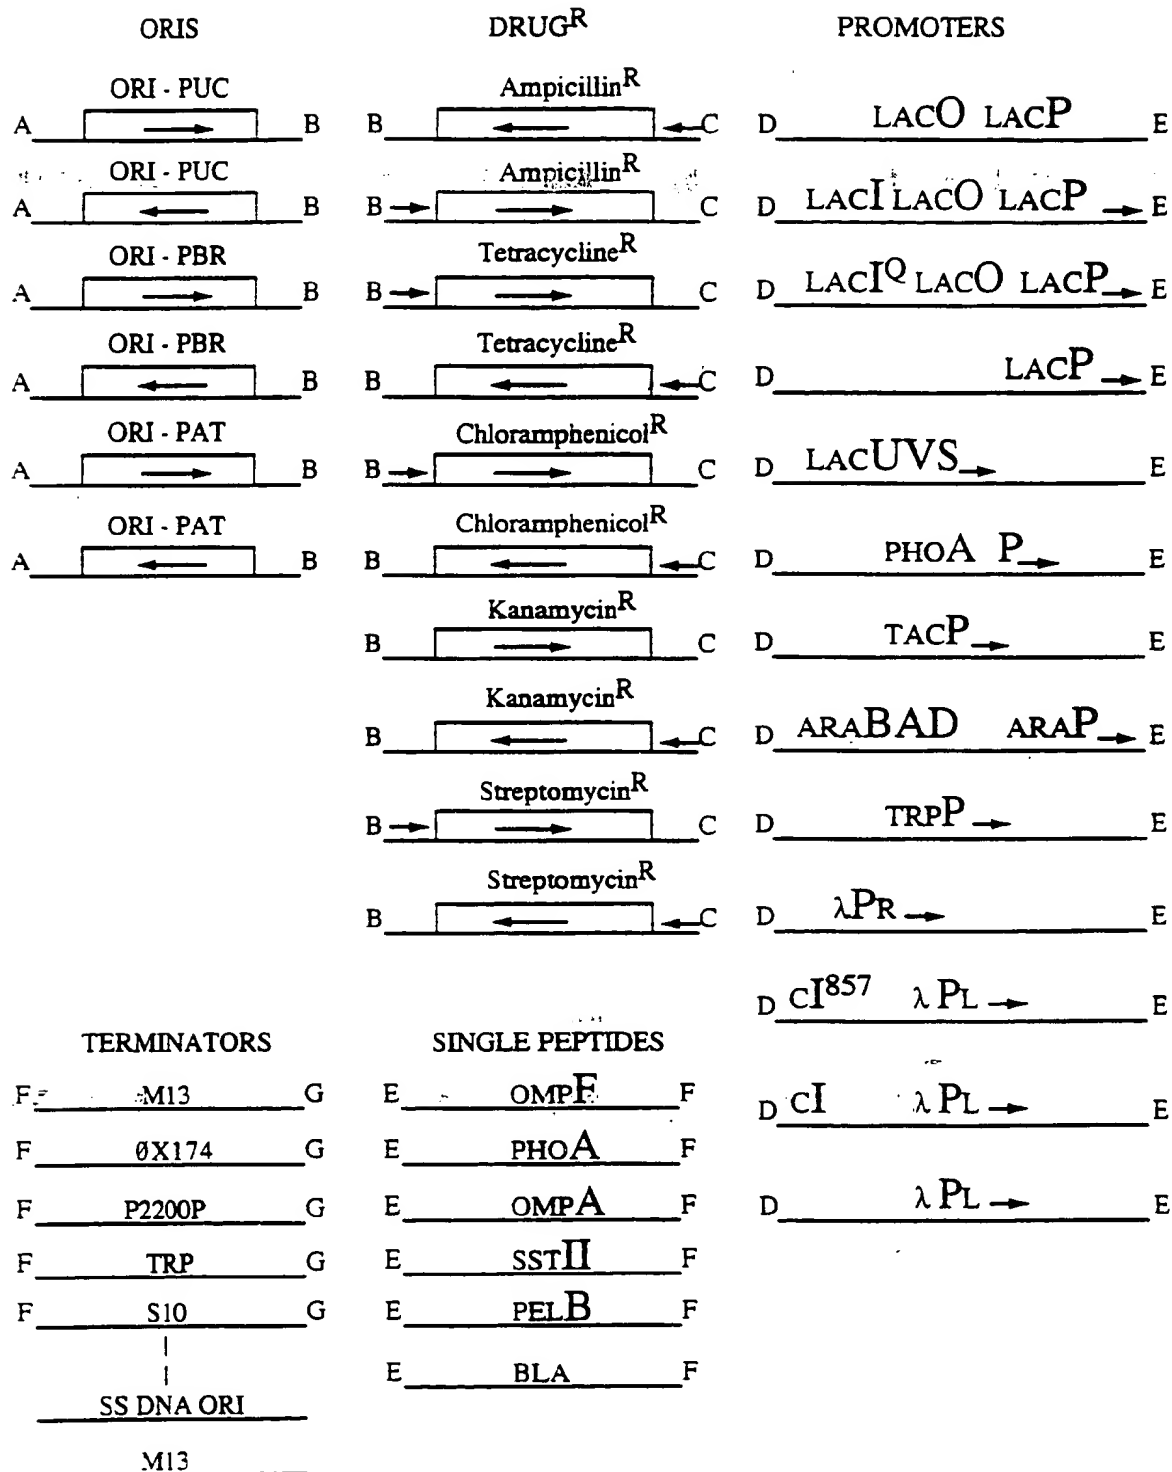 ORIS
A ORI - PUC B
A ORI - PUC B
A ORI - PBR B
A ORI - PBR B
A ORI - PAT B
A ORI - PAT B
DRUGR
B AmpicillinR C
B AmpicillinR C
B TetracyclineR C
B TetracyclineR C
B ChloramphenicolR C
B ChloramphenicolR C
B KanamycinR C
B KanamycinR C
B StreptomycinR C
B StreptomycinR C
PROMOTERS
D LACO LACP E
D LACI LACO LACP E
D LACIQ LACO LACP E
D LACP E
D LACUVS E
D PHOA P E
D TACP E
D ARABAD ARAP E
D TRPP E
D λPR E
D CI857 λ PL E
D CI λ PL E
D λ PL E
TERMINATORS
F M13 G
F ØX174 G
F P2200P G
F TRP G
F S10 G
SS DNA ORI
M13
SINGLE PEPTIDES
E OMPF F
E PHOA F
E OMPA F
E SSTII F
E PELB F
E BLA F